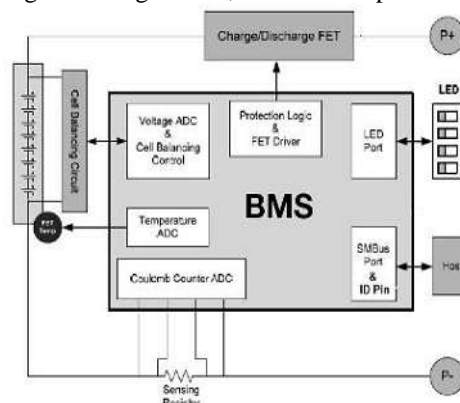 Charge/Discharge FET
P+
LED
Cell Balancing Circuit
Voltage ADC
&
Cell Balancing
Control
Protection Logic
&
FET Driver
LED
Port
BMS
Temperature
ADC
SMBus
Port
&
ID Pin
Coulomb Counter ADC
Sensing
P-